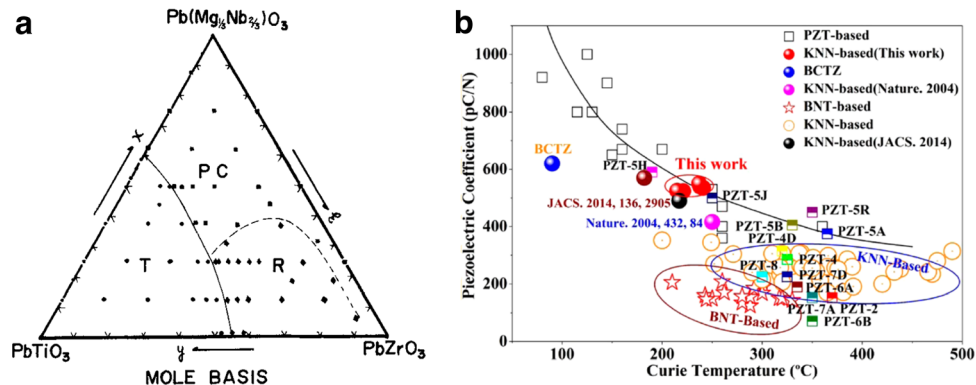 a
Pb(Mg⅓Nb⅔)O₃
X
PC
T
R
PbTiO₃
PbZrO₃
y
MOLE BASIS
b
Piezoelectric Coefficient (pC/N)
1000
800
600
400
200
0
100
200
300
400
500
Curie Temperature (°C)
PZT-based
KNN-based(This work)
BCTZ
KNN-based(Nature. 2004)
BNT-based
KNN-based
KNN-based(JACS. 2014)
BCTZ
PZT-5H
This work
JACS. 2014, 136, 2905
PZT-5J
Nature. 2004, 432, 84
PZT-5R
PZT-5B
PZT-5A
PZT-4D
PZT-8
PZT-4
KNN-Based
PZT-7D
PZT-6A
BNT-Based
PZT-7A
PZT-2
PZT-6B